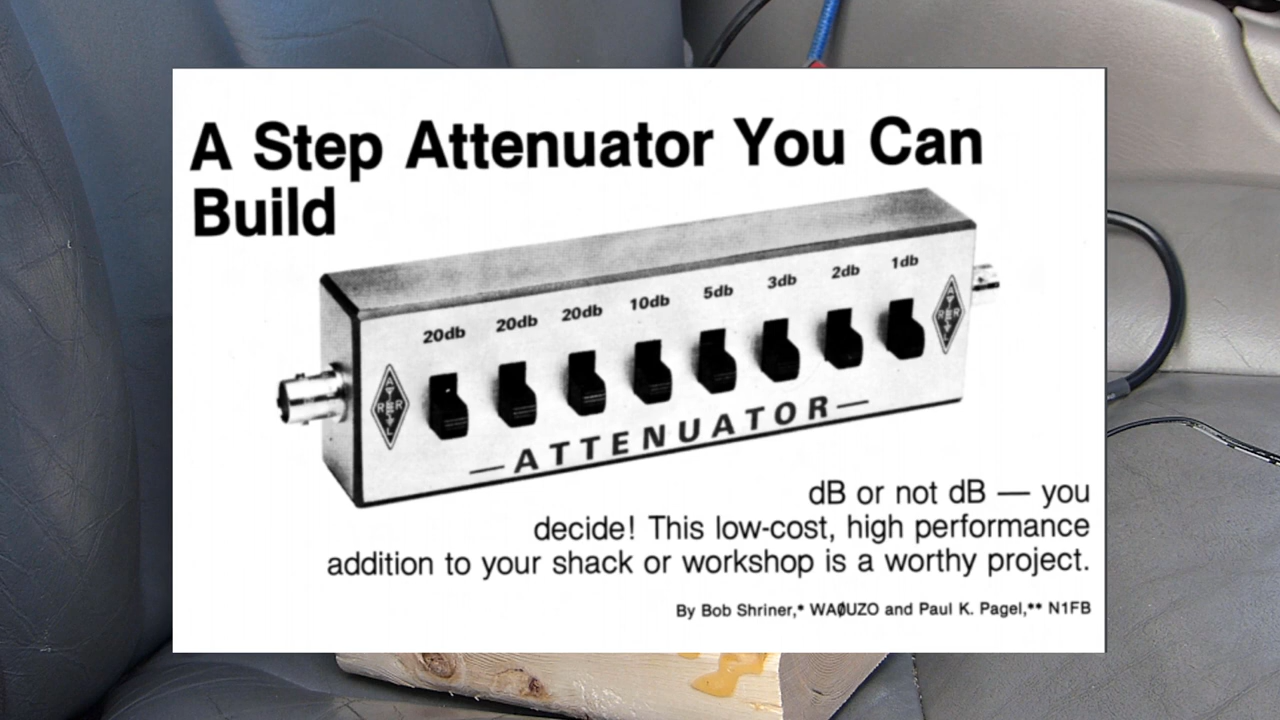 A Step Attenuator You Can
Build
20db 20db 20db 10db 5db 3db 2db 1db
ARRL
ARRL
—ATTENUATOR—
dB or not dB — you
decide! This low-cost, high performance
addition to your shack or workshop is a worthy project.
By Bob Shriner,* WAØUZO and Paul K. Pagel,** N1FB